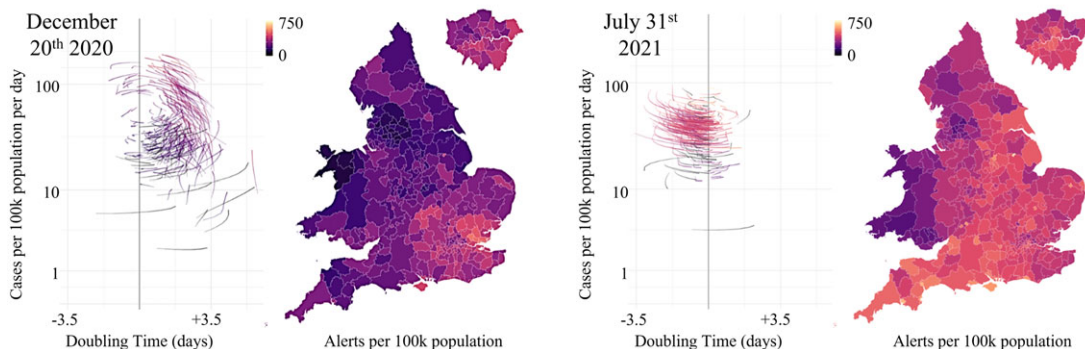 December
20th 2020
750
0
Cases per 100k population per day
100
10
1
-3.5
+3.5
Doubling Time (days)
Alerts per 100k population
July 31st
2021
750
0
Cases per 100k population per day
100
10
1
-3.5
+3.5
Doubling Time (days)
Alerts per 100k population